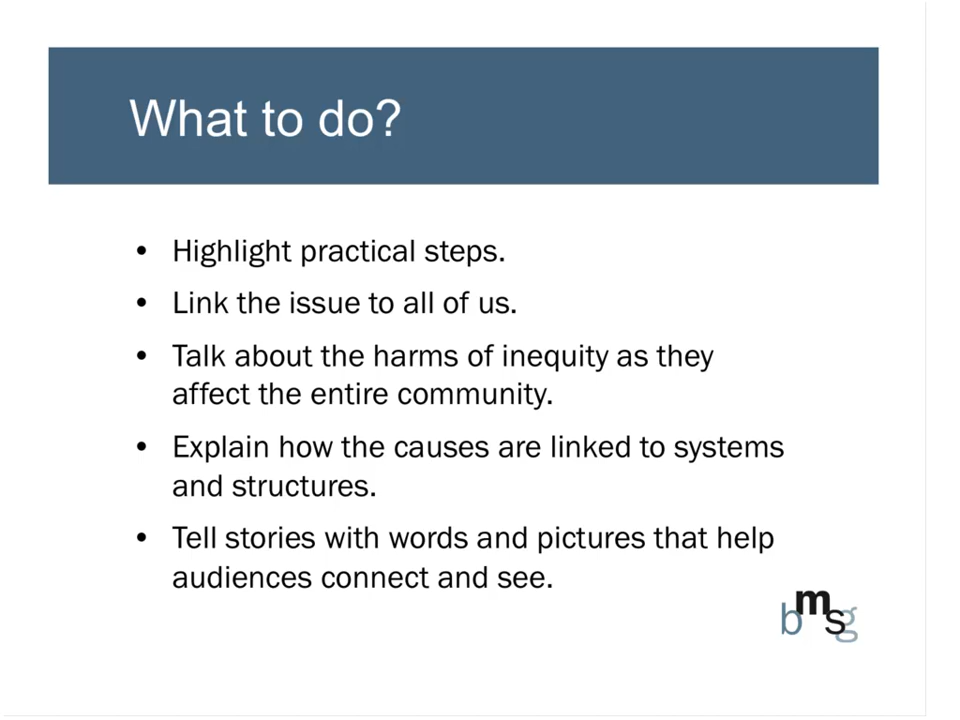 What to do?
• Highlight practical steps.
• Link the issue to all of us.
• Talk about the harms of inequity as they
affect the entire community.
• Explain how the causes are linked to systems
and structures.
• Tell stories with words and pictures that help
audiences connect and see.
bmsg